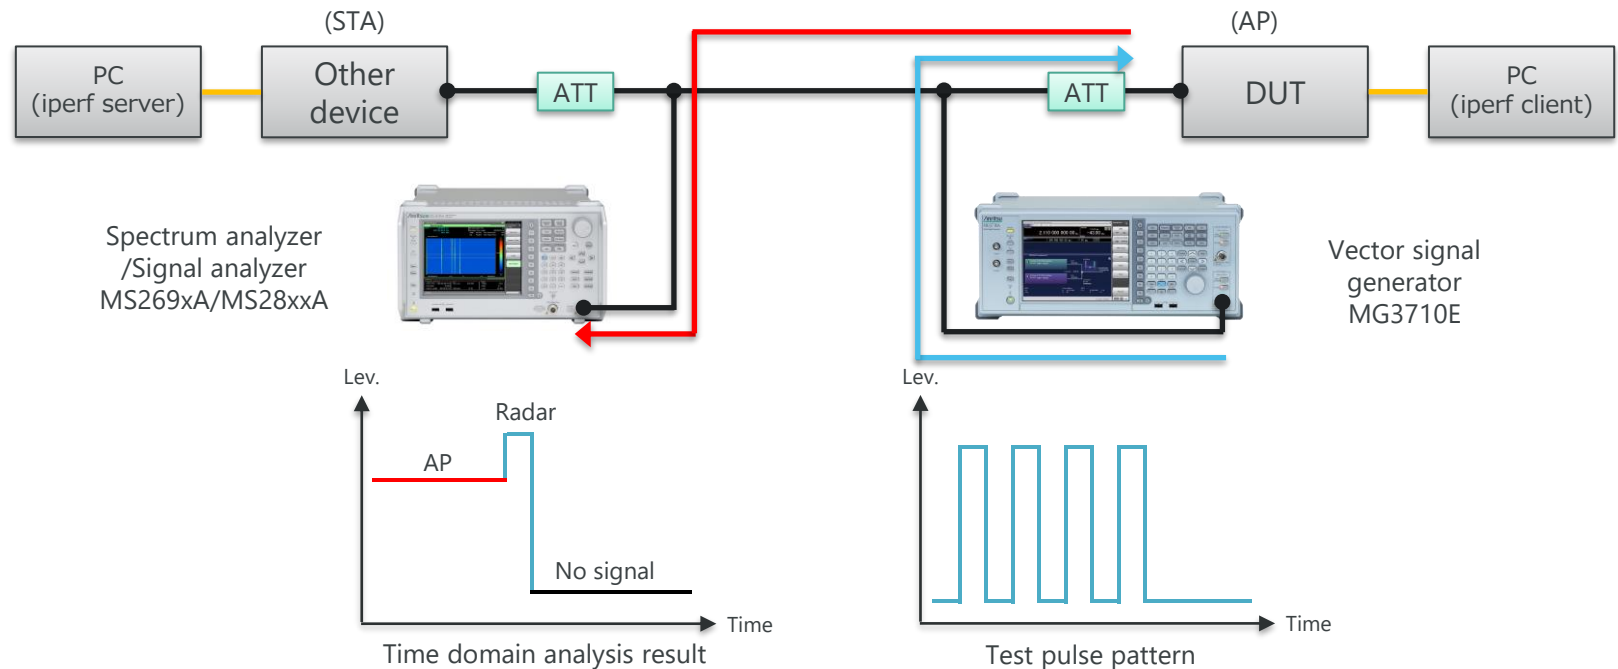 (STA)
(AP)
PC
(iperf server)
Other
device
ATT
ATT
DUT
PC
(iperf client)
Spectrum analyzer
/Signal analyzer
MS269xA/MS28xxA
Vector signal
generator
MG3710E
Lev.
Radar
AP
No signal
Time
Time domain analysis result
Lev.
Time
Test pulse pattern